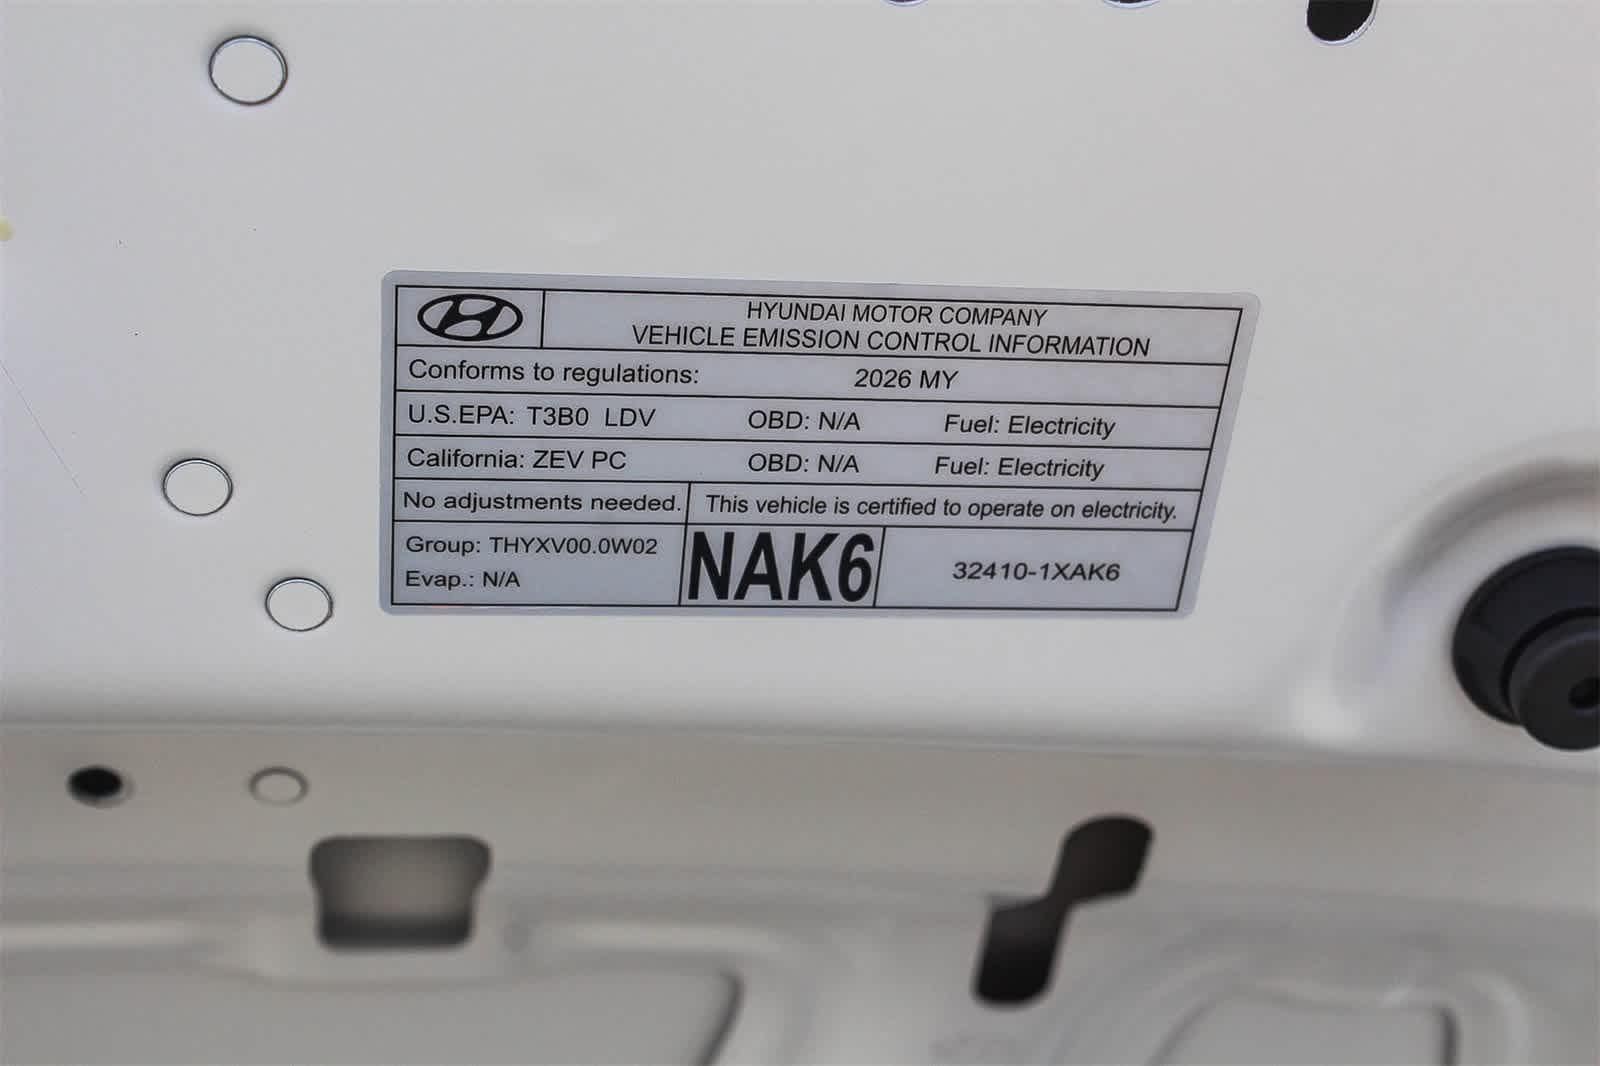 HYUNDAI MOTOR COMPANY
VEHICLE EMISSION CONTROL INFORMATION
Conforms to regulations: 2026 MY
U.S.EPA: T3B0 LDV OBD: N/A Fuel: Electricity
California: ZEV PC OBD: N/A Fuel: Electricity
No adjustments needed. This vehicle is certified to operate on electricity.
Group: THYXV00.0W02
Evap.: N/A
NAK6
32410-1XAK6